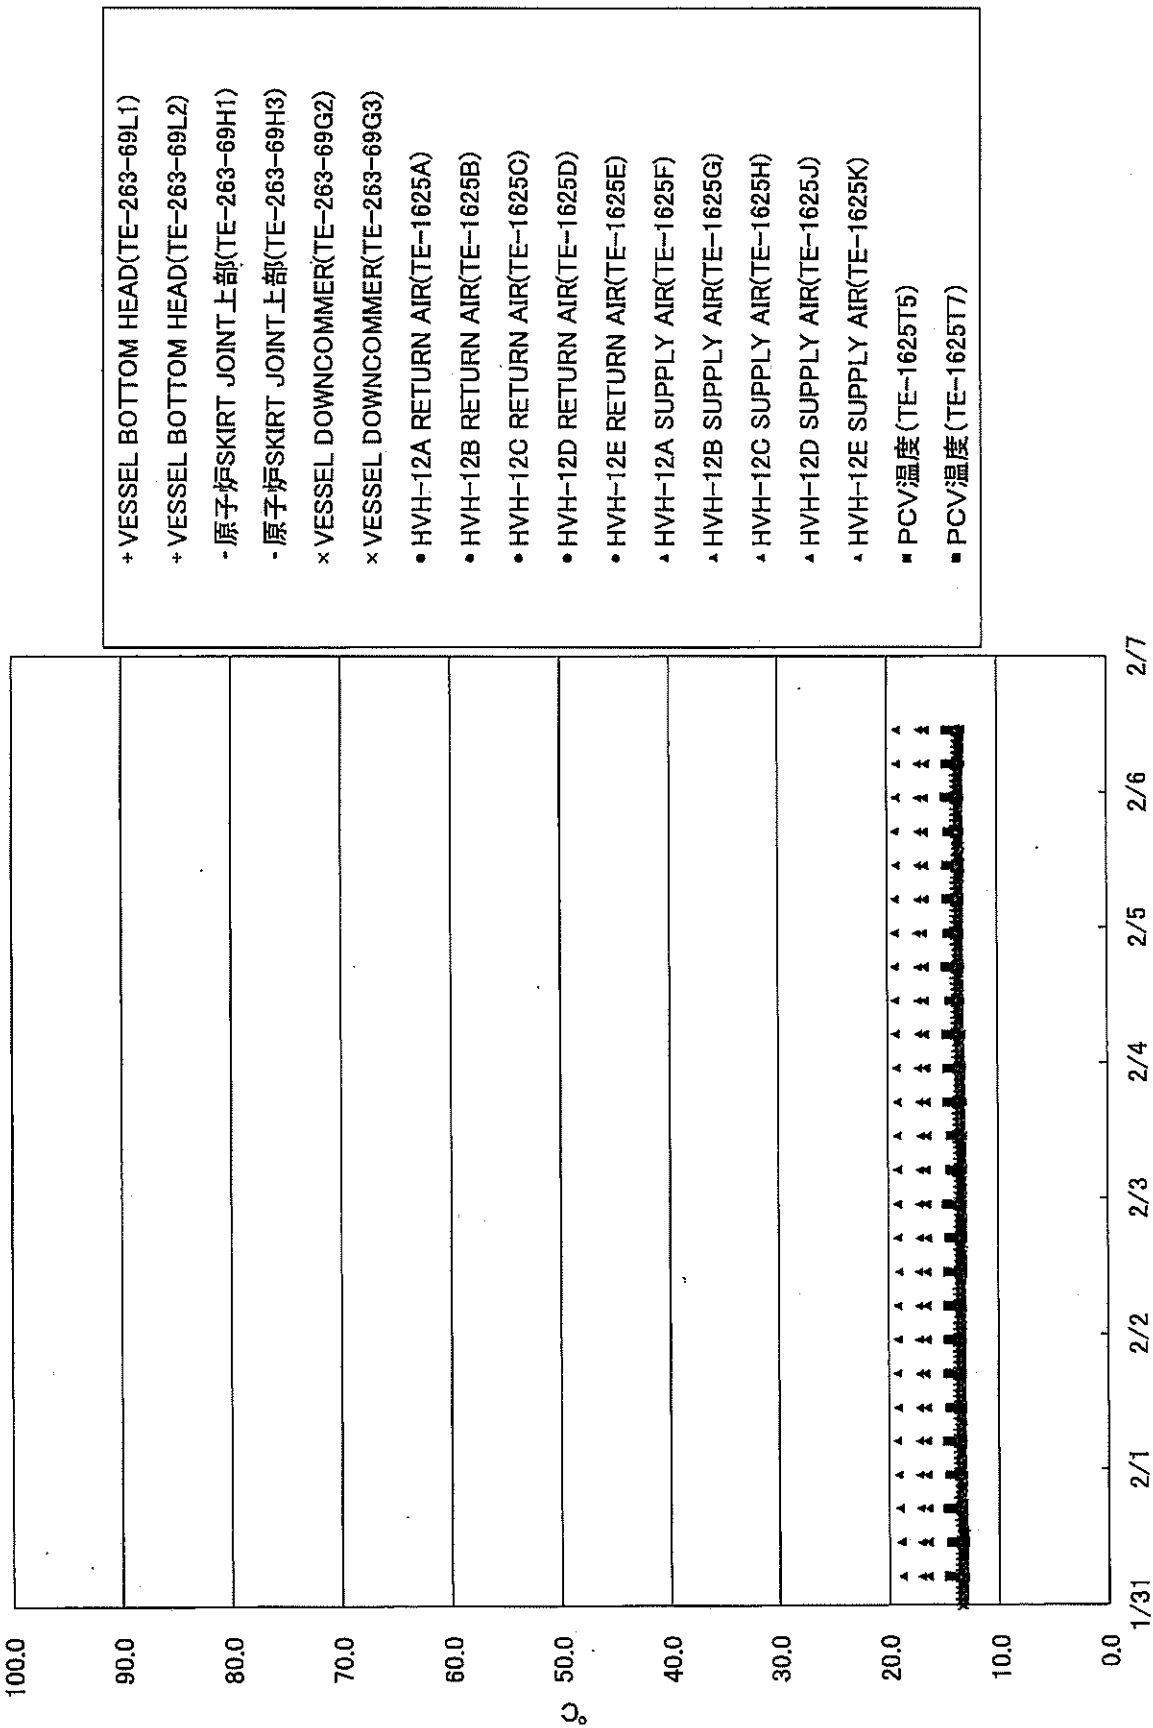 100.0
90.0
80.0
70.0
60.0
50.0
40.0
30.0
20.0
10.0
0.0
℃
1/31
2/1
2/2
2/3
2/4
2/5
2/6
2/7
VESSEL BOTTOM HEAD(TE-263-69L1)
VESSEL BOTTOM HEAD(TE-263-69L2)
原子炉SKIRT JOINT上部(TE-263-69H1)
原子炉SKIRT JOINT上部(TE-263-69H3)
VESSEL DOWNCOMMER(TE-263-69G2)
VESSEL DOWNCOMMER(TE-263-69G3)
HVH-12A RETURN AIR(TE-1625A)
HVH-12B RETURN AIR(TE-1625B)
HVH-12C RETURN AIR(TE-1625C)
HVH-12D RETURN AIR(TE-1625D)
HVH-12E RETURN AIR(TE-1625E)
HVH-12A SUPPLY AIR(TE-1625F)
HVH-12B SUPPLY AIR(TE-1625G)
HVH-12C SUPPLY AIR(TE-1625H)
HVH-12D SUPPLY AIR(TE-1625J)
HVH-12E SUPPLY AIR(TE-1625K)
PCV温度(TE-1625T5)
PCV温度(TE-1625T7)